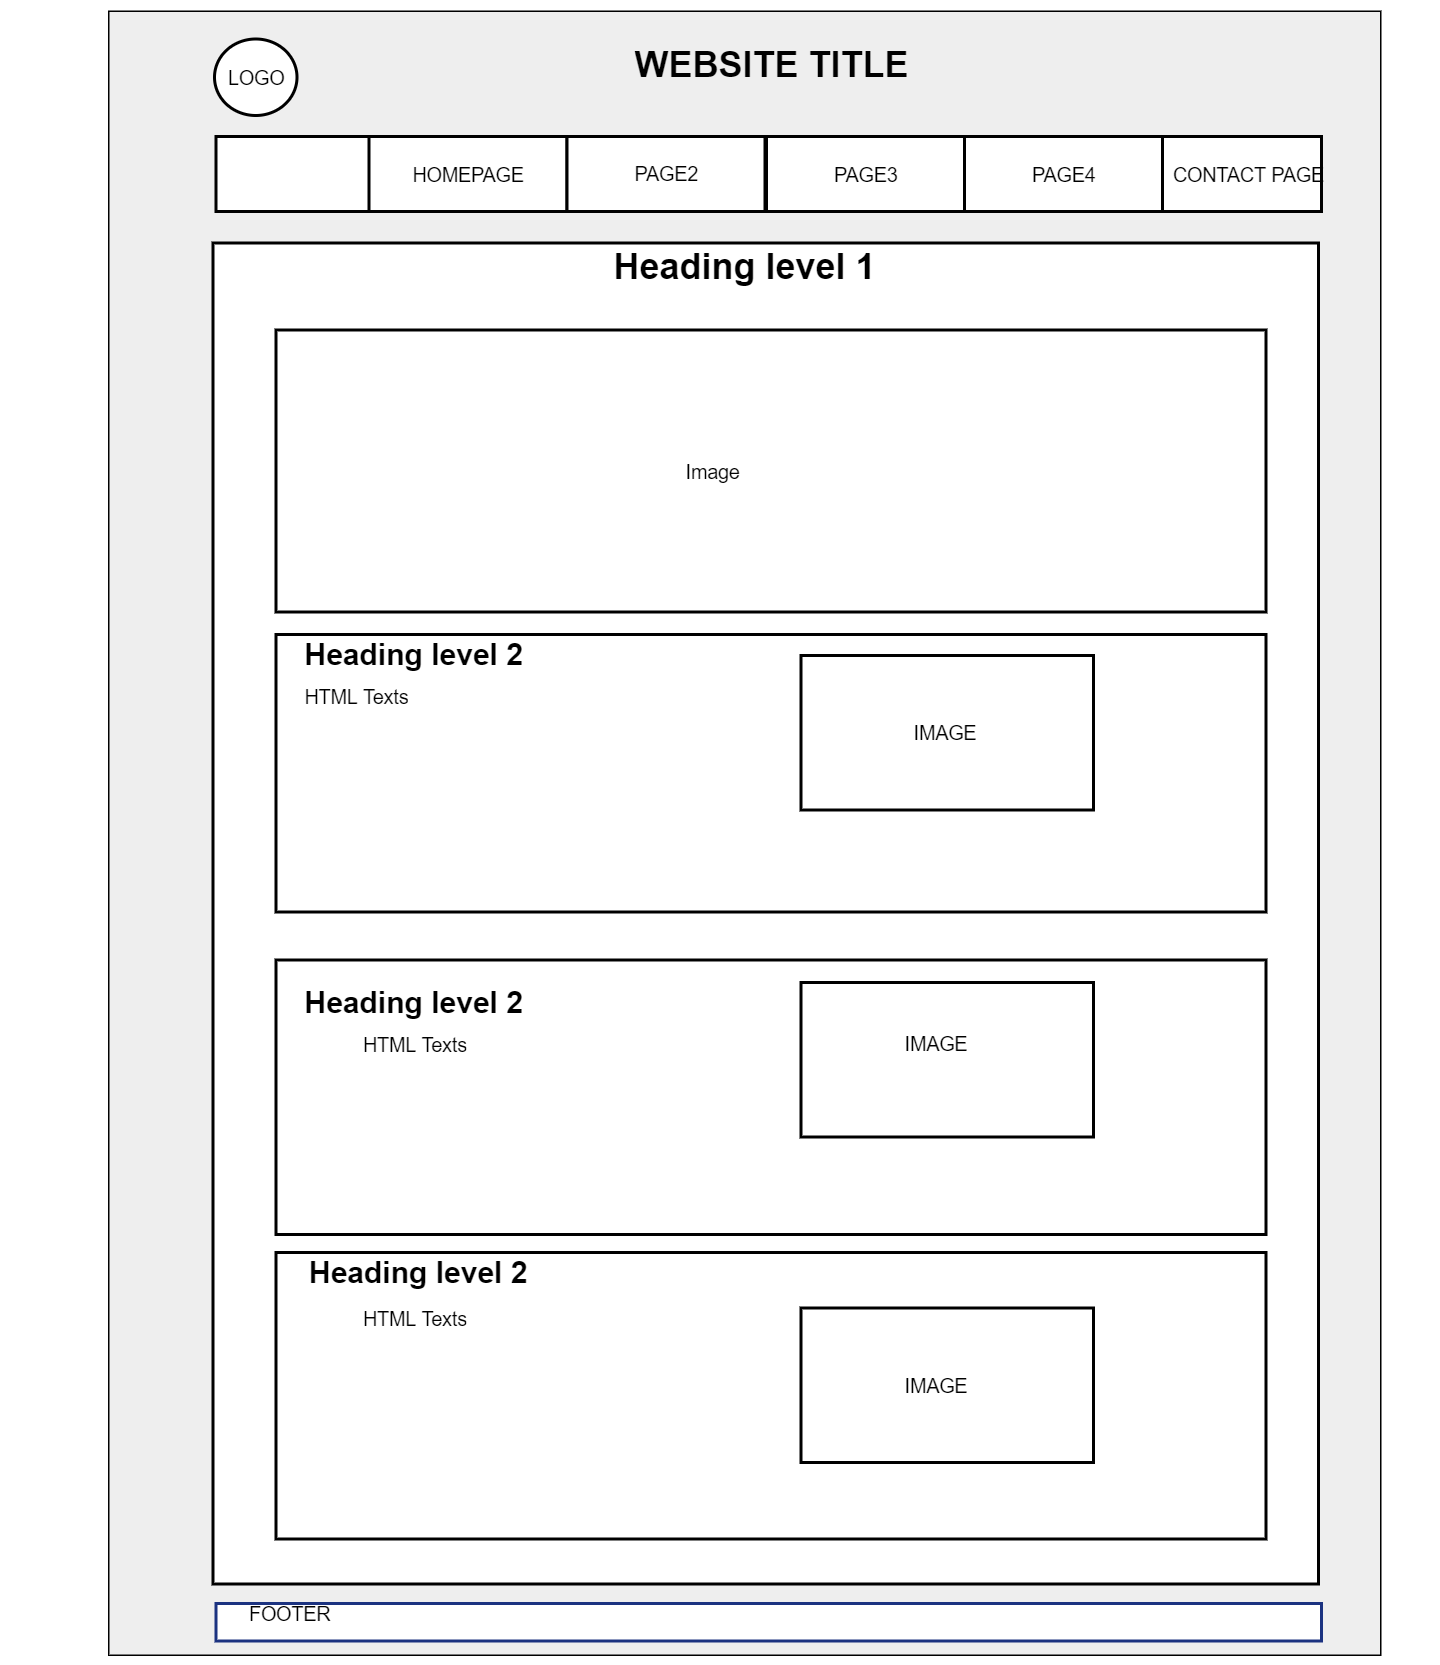 LOGO
WEBSITE TITLE
HOMEPAGE
PAGE2
PAGE3
PAGE4
CONTACT PAGE
Heading level 1
Image
Heading level 2
HTML Texts
IMAGE
Heading level 2
HTML Texts
IMAGE
Heading level 2
HTML Texts
IMAGE
FOOTER